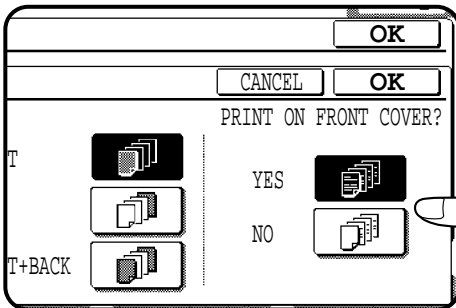 OK
CANCEL OK
PRINT ON FRONT COVER?
T
YES
NO
T+BACK